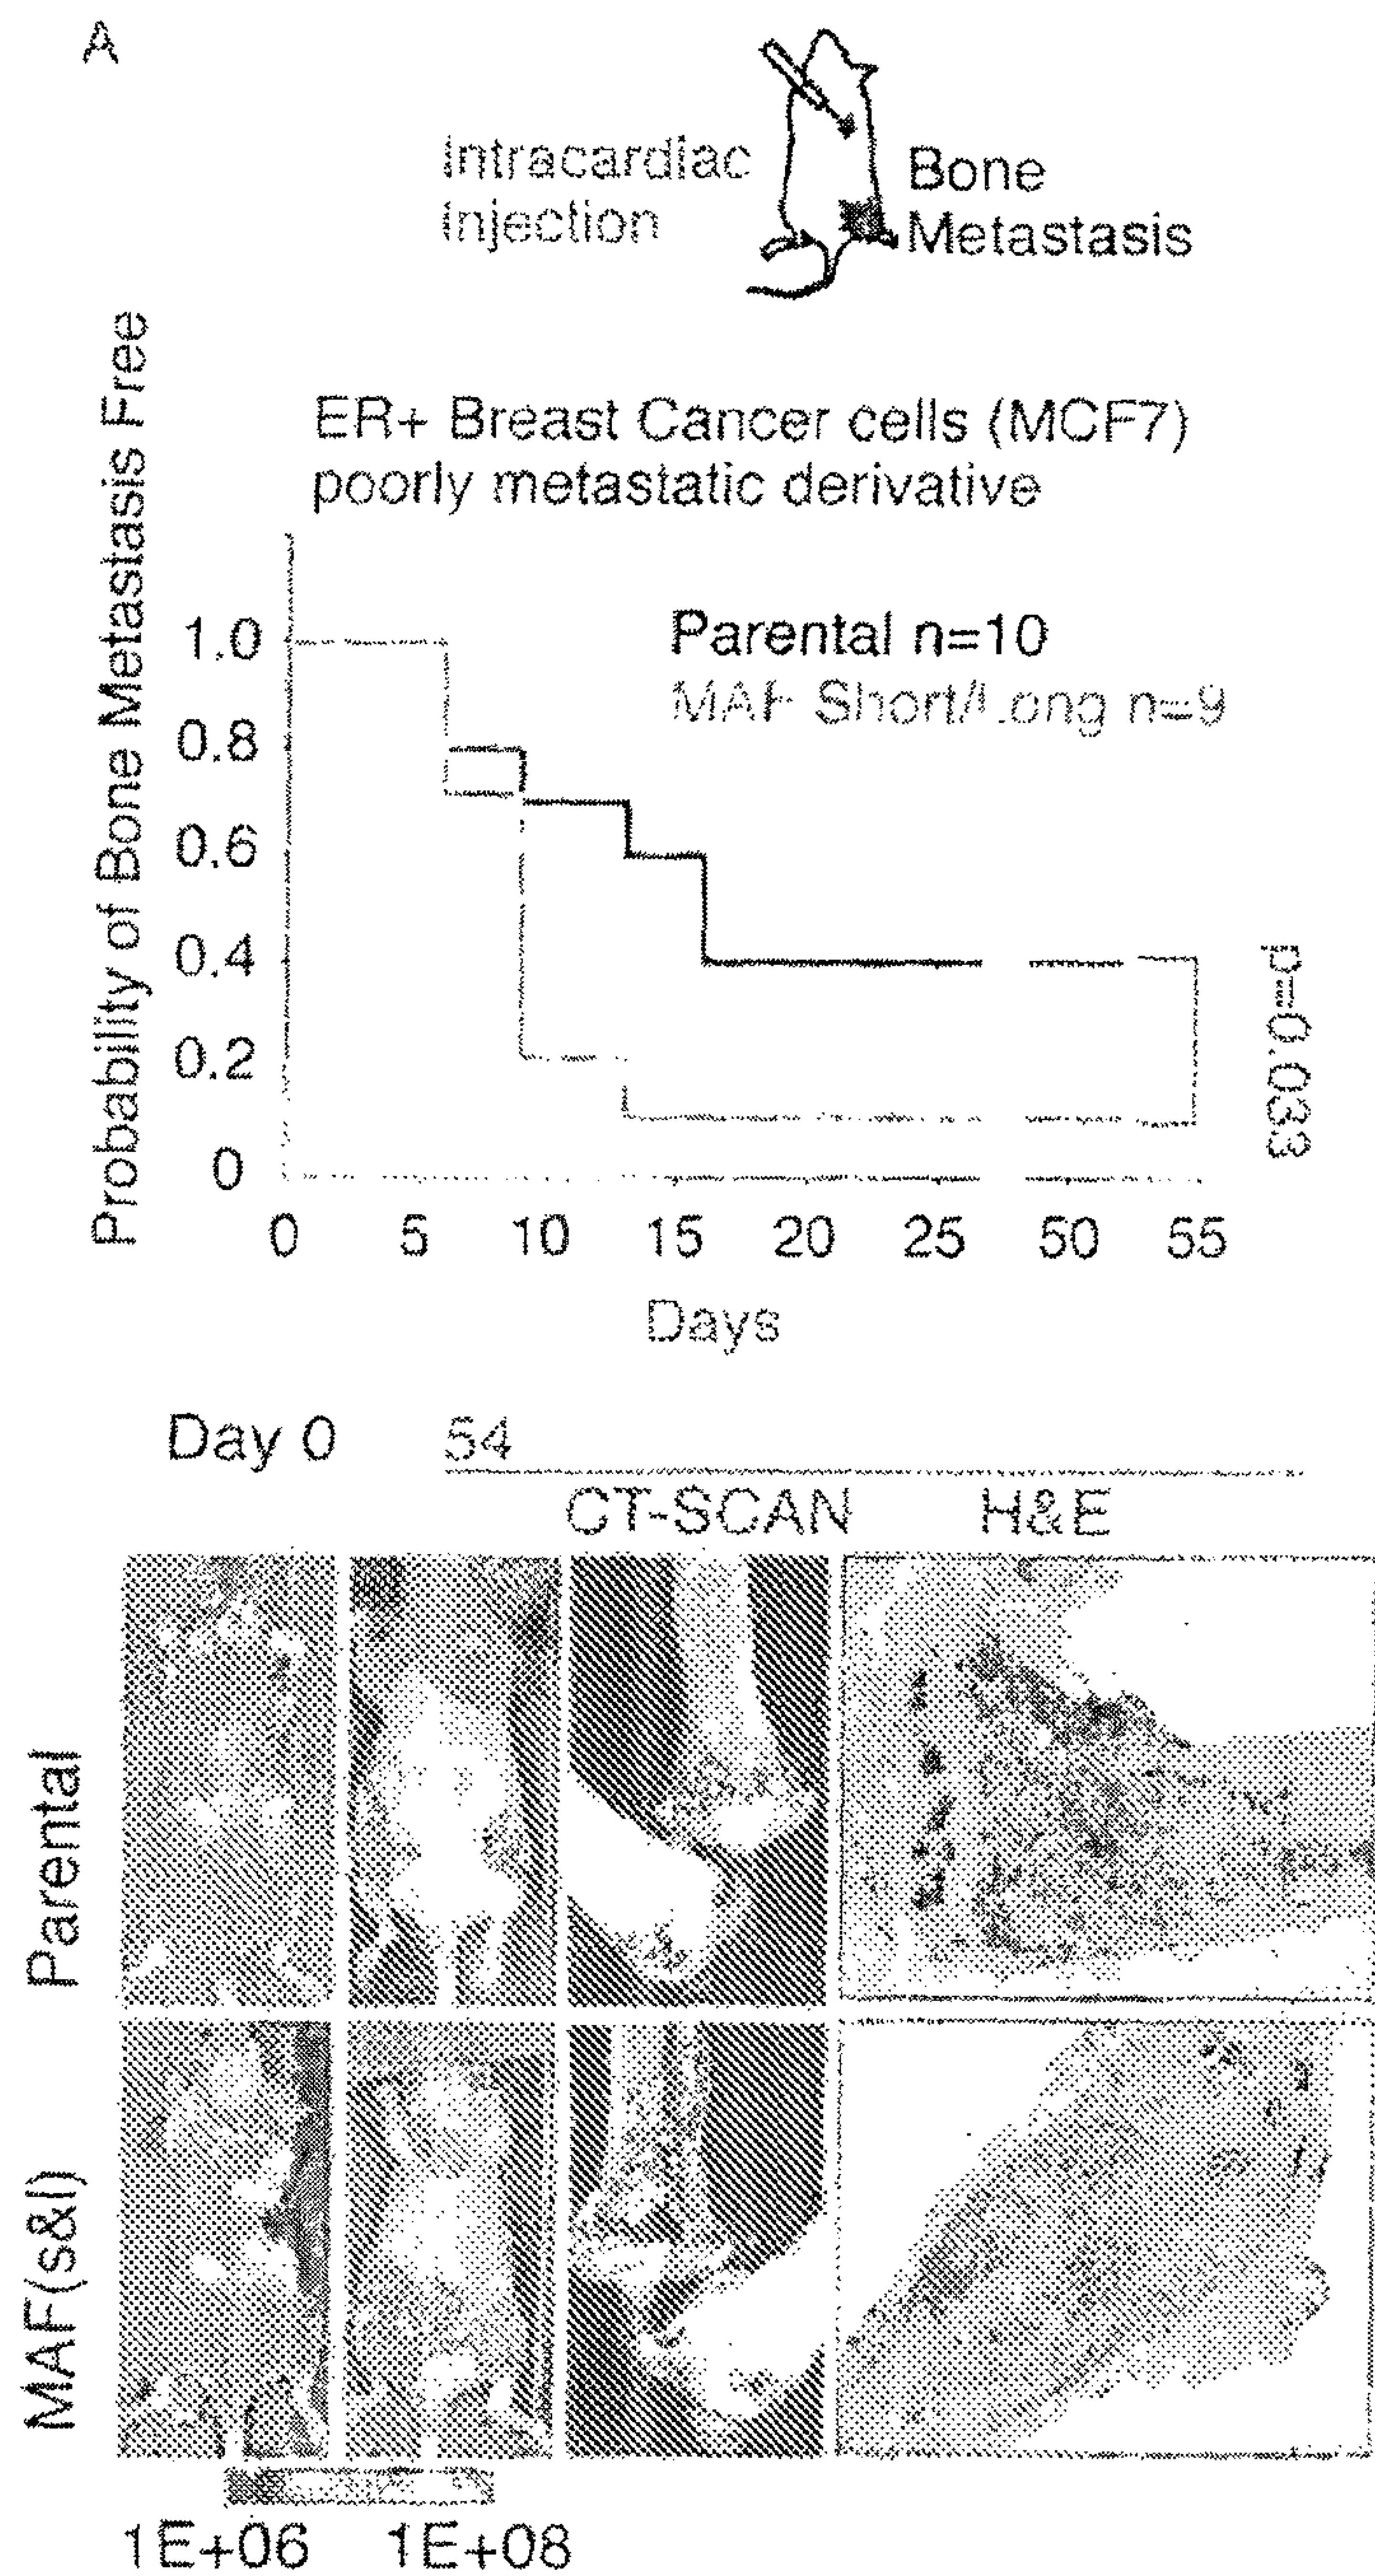 A
Intracardiac
Injection
Bone
Metastasis
Probability of Bone Metastasis Free
ER+ Breast Cancer cells (MCF7)
poorly metastatic derivative
Parental n=10
MAF Short/Long n=9
1.0
0.8
0.6
0.4
0.2
0
p=0.033
0 5 10 15 20 25 50 55
Days
Day 0 54
CT-SCAN H&E
Parental
MAF(s&l)
1E+06 1E+08